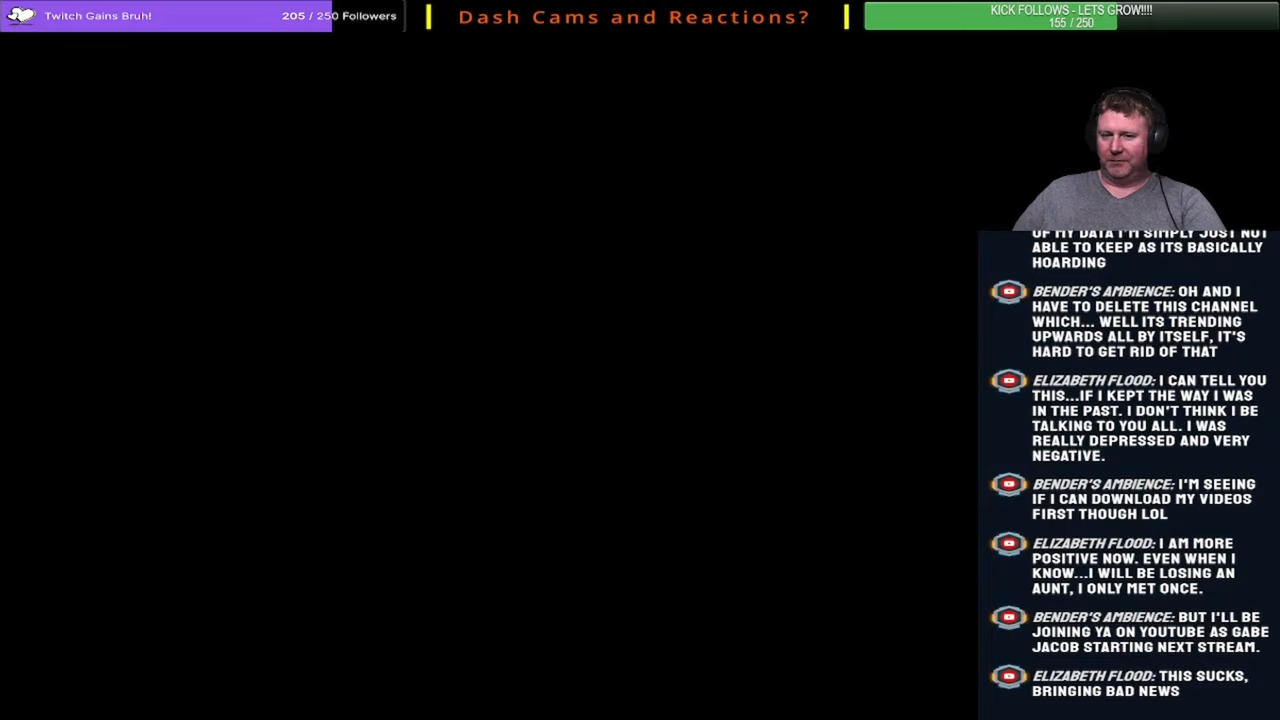 Twitch Gains Bruh!
205 / 250 Followers
Dash Cams and Reactions?
KICK FOLLOWS - LETS GROW!!!!
155 / 250
OF MY DATA I'M SIMPLY JUST NOT
ABLE TO KEEP AS ITS BASICALLY
HOARDING
BENDER'S AMBIENCE: OH AND I
HAVE TO DELETE THIS CHANNEL
WHICH... WELL ITS TRENDING
UPWARDS ALL BY ITSELF, IT'S
HARD TO GET RID OF THAT
ELIZABETH FLOOD: I CAN TELL YOU
THIS...IF I KEPT THE WAY I WAS
IN THE PAST. I DON'T THINK I BE
TALKING TO YOU ALL. I WAS
REALLY DEPRESSED AND VERY
NEGATIVE.
BENDER'S AMBIENCE: I'M SEEING
IF I CAN DOWNLOAD MY VIDEOS
FIRST THOUGH LOL
ELIZABETH FLOOD: I AM MORE
POSITIVE NOW. EVEN WHEN I
KNOW...I WILL BE LOSING AN
AUNT, I ONLY MET ONCE.
BENDER'S AMBIENCE: BUT I'LL BE
JOINING YA ON YOUTUBE AS GABE
JACOB STARTING NEXT STREAM.
ELIZABETH FLOOD: THIS SUCKS,
BRINGING BAD NEWS